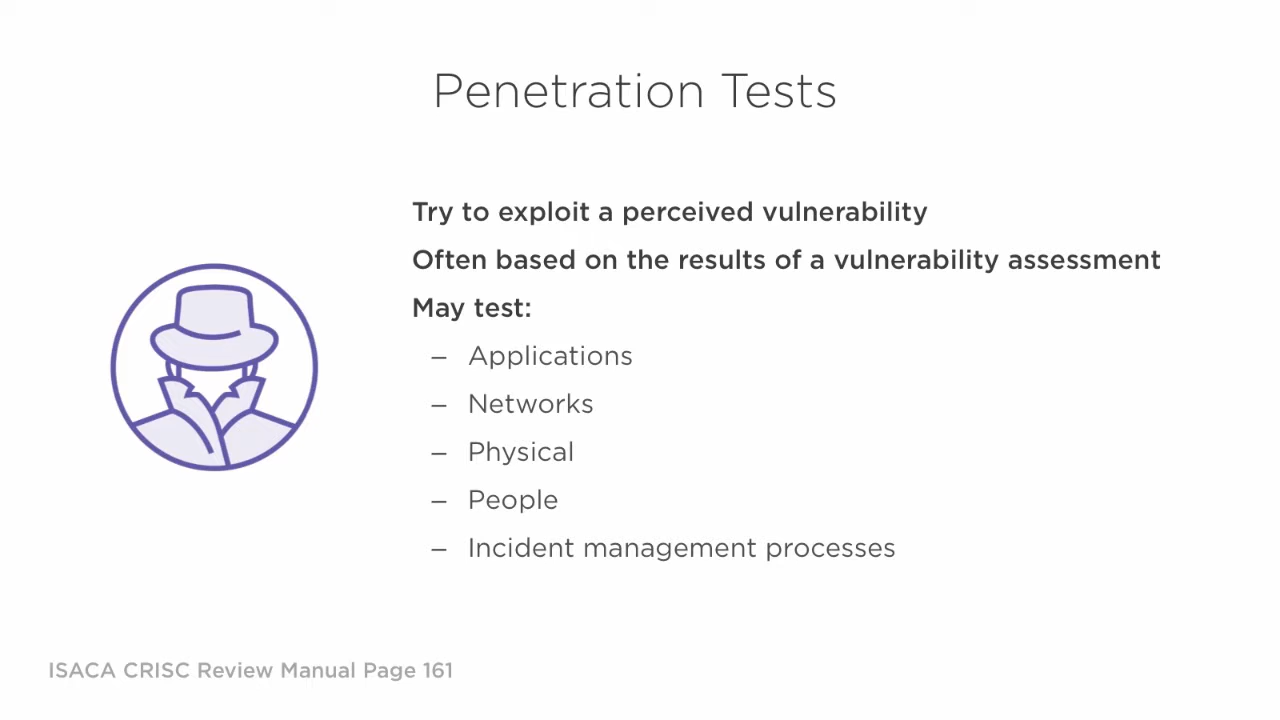 Penetration Tests
Try to exploit a perceived vulnerability
Often based on the results of a vulnerability assessment
May test:
– Applications
– Networks
– Physical
– People
– Incident management processes
ISACA CRISC Review Manual Page 161